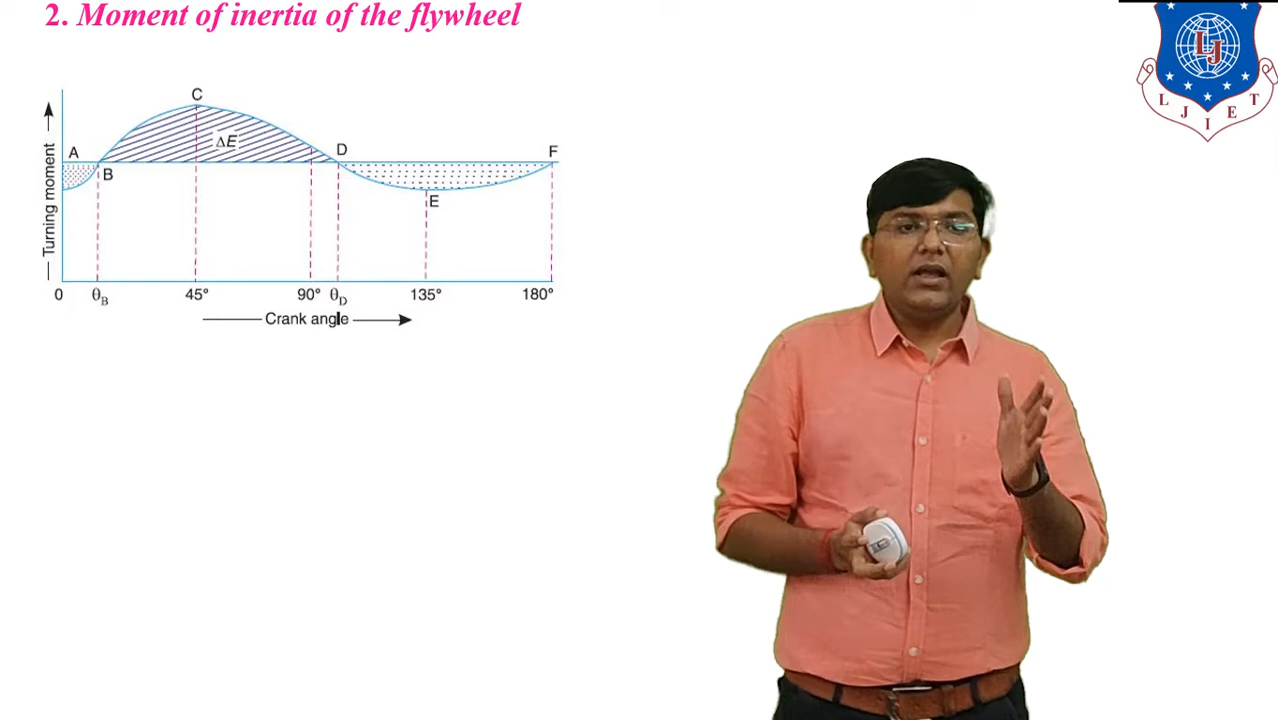 2. Moment of inertia of the flywheel
L J I E T
LJ
C
ΔE
A
B
D
F
E
Turning moment
0
θB
45°
90°
θD
135°
180°
Crank angle